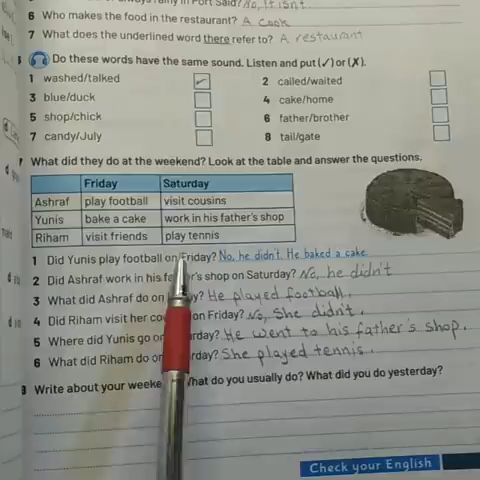 rainy in Port Said? No, it isn't.
6 Who makes the food in the restaurant? A cook
7 What does the underlined word there refer to? A restaurant
Do these words have the same sound. Listen and put (✓) or (✗).
1 washed/talked ✓ 2 called/waited
3 blue/duck 4 cake/home
5 shop/chick 6 father/brother
7 candy/July 8 tail/gate
What did they do at the weekend? Look at the table and answer the questions.
Friday Saturday
Ashraf play football visit cousins
Yunis bake a cake work in his father's shop
Riham visit friends play tennis
1 Did Yunis play football on Friday? No, he didn't. He baked a cake.
2 Did Ashraf work in his fa r's shop on Saturday? No, he didn't
3 What did Ashraf do on y? He played football.
4 Did Riham visit her co on Friday? No, She didn't.
5 Where did Yunis go on rday? He went to his father's shop.
6 What did Riham do on rday? She played tennis.
Write about your weeke What do you usually do? What did you do yesterday?
Check your English